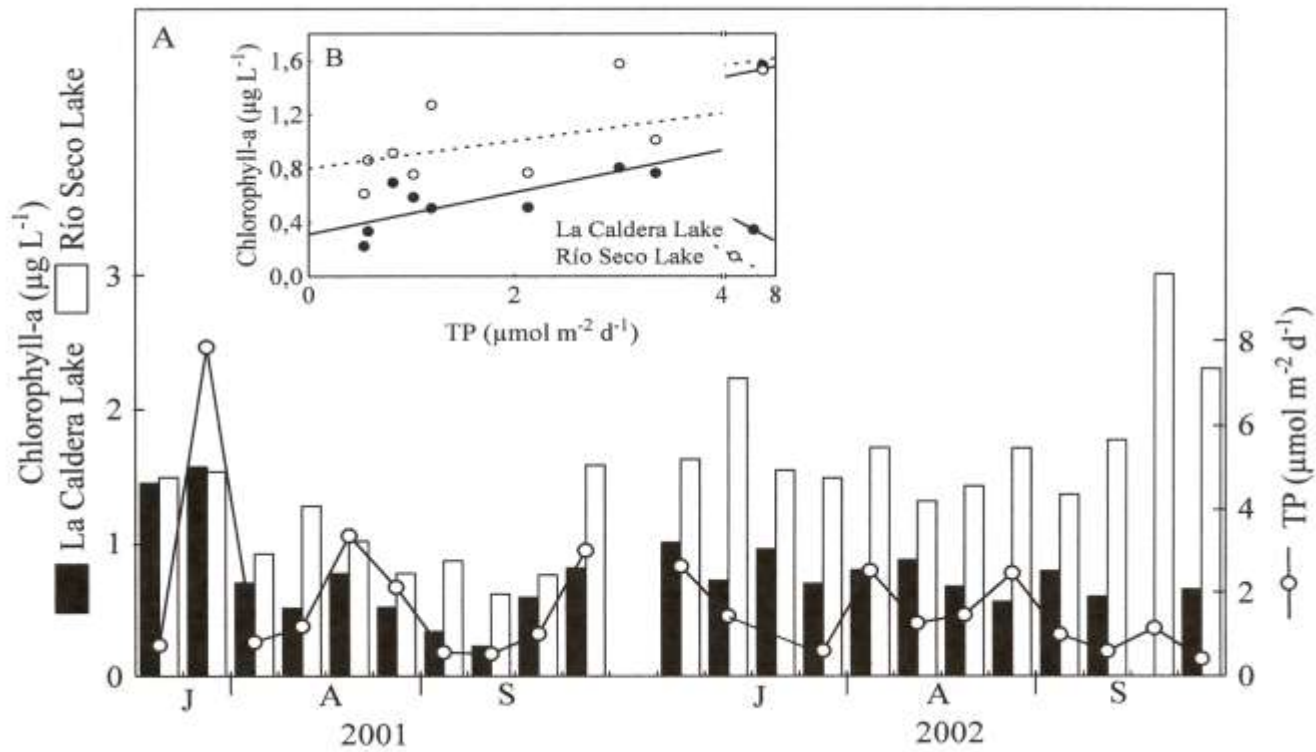 A
B
Chlorophyll-a (µg L⁻¹)
La Caldera Lake
Río Seco Lake
3
2
1
0
Chlorophyll-a (µg L⁻¹)
1,6
1,2
0,8
0,4
0,0
La Caldera Lake
Río Seco Lake
0 2 4 8
TP (µmol m⁻² d⁻¹)
8
6
4
2
0
TP (µmol m⁻² d⁻¹)
J A S J A S
2001 2002